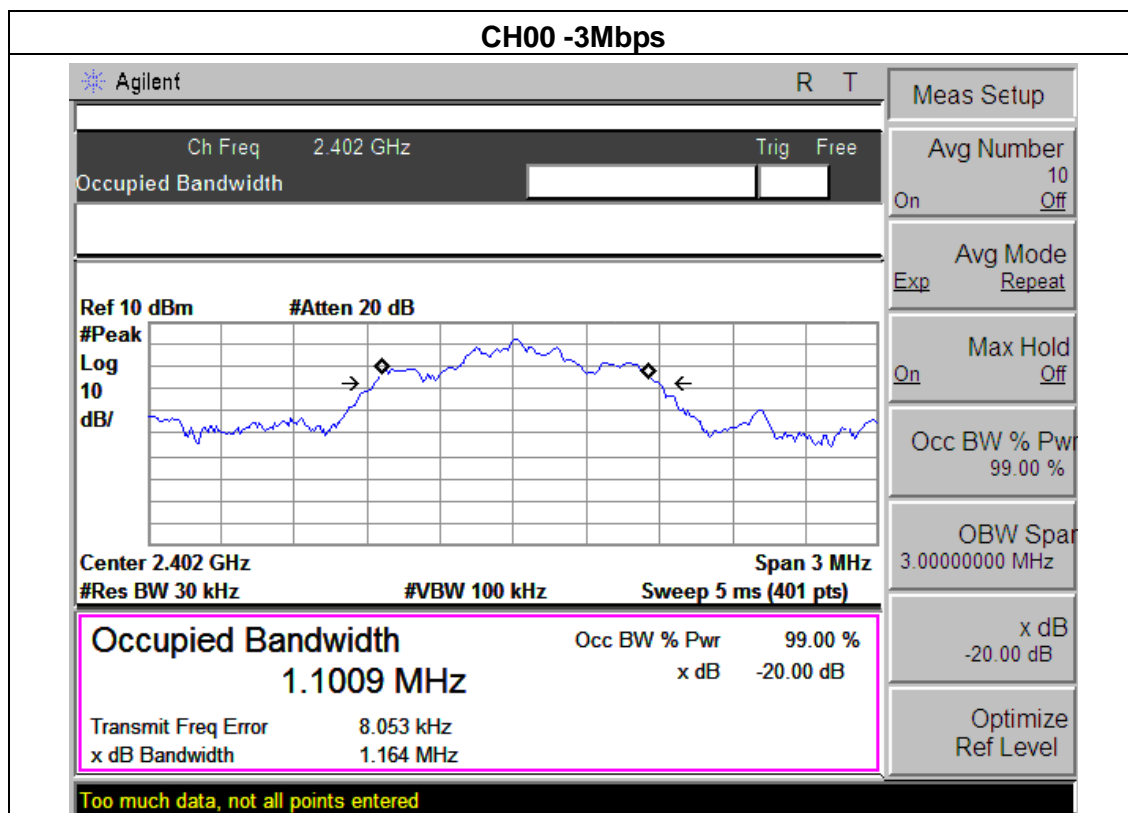 CH00 -3Mbps
Agilent
R T
Meas Setup
Ch Freq 2.402 GHz Trig Free
Occupied Bandwidth
Avg Number
10
On Off
Avg Mode
Exp Repeat
Ref 10 dBm #Atten 20 dB
#Peak
Log
10
dB/
Max Hold
On Off
Occ BW % Pwr
99.00 %
Center 2.402 GHz Span 3 MHz
#Res BW 30 kHz #VBW 100 kHz Sweep 5 ms (401 pts)
OBW Span
3.00000000 MHz
Occupied Bandwidth Occ BW % Pwr 99.00 %
1.1009 MHz x dB -20.00 dB
Transmit Freq Error 8.053 kHz
x dB Bandwidth 1.164 MHz
x dB
-20.00 dB
Optimize
Ref Level
Too much data, not all points entered